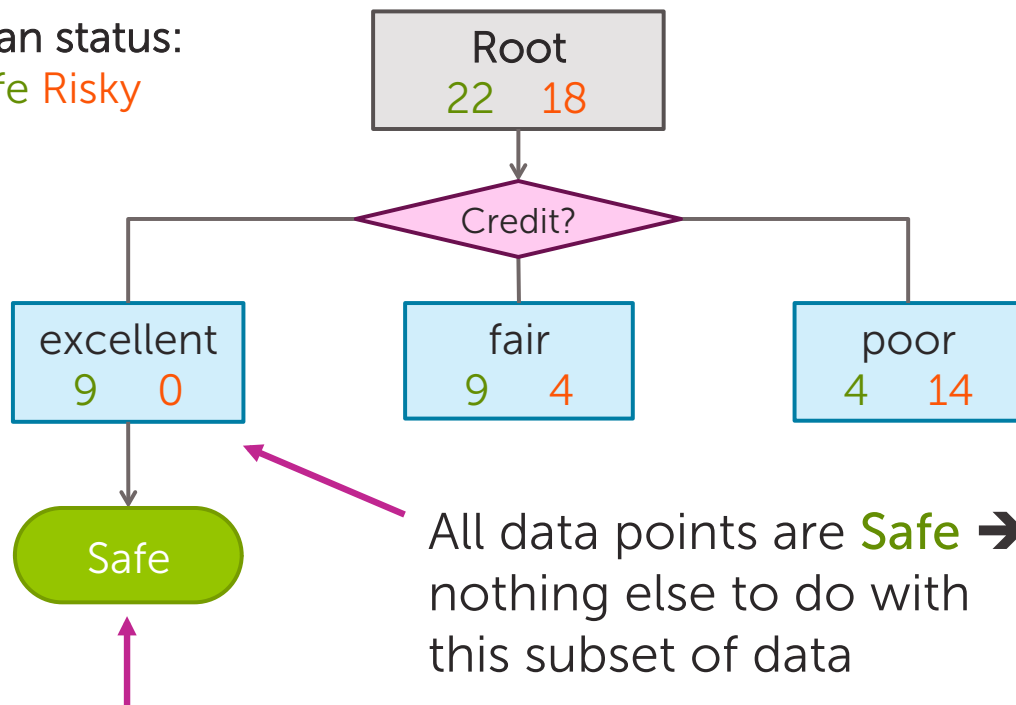 an status:
fe Risky
Root
22 18
Credit?
excellent
9 0
fair
9 4
poor
4 14
Safe
All data points are Safe ➔
nothing else to do with
this subset of data